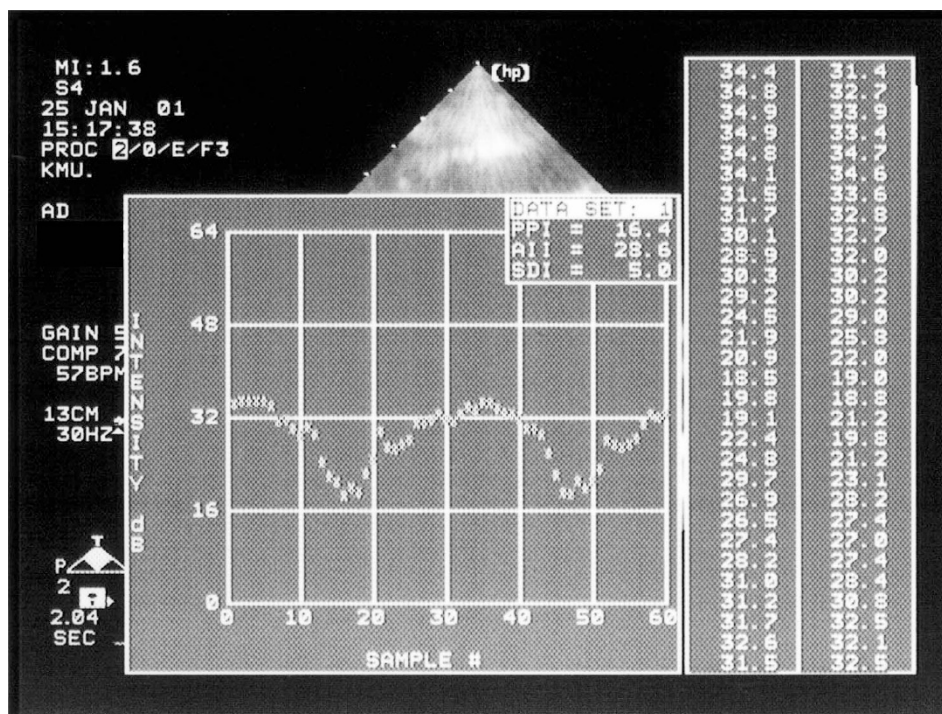 MI:1.6
S4
25 JAN 01
15:17:38
PROC 2/0/E/F3
KMU.
AD
GAIN 5
COMP 7
57BPM
13CM
30HZ
T
P
2
2.04
SEC
(hp)
DATA SET: 1
PPI = 16.4
AII = 28.6
SDI = 5.0
INTENSITY dB
64
48
32
16
0
0 10 20 30 40 50 60
SAMPLE #
34.4 31.4
34.8 32.7
34.9 33.9
34.9 33.4
34.8 34.7
34.1 34.6
31.5 33.6
31.7 32.8
30.1 32.7
28.9 32.0
30.3 30.2
29.2 30.2
24.5 29.0
21.9 25.8
20.9 22.0
18.5 19.0
19.8 18.8
19.1 21.2
22.4 19.8
24.8 21.2
29.7 23.1
26.9 28.2
26.5 27.4
27.4 27.0
28.2 27.4
31.0 28.4
31.2 30.8
31.7 32.5
32.6 32.1
31.5 32.5